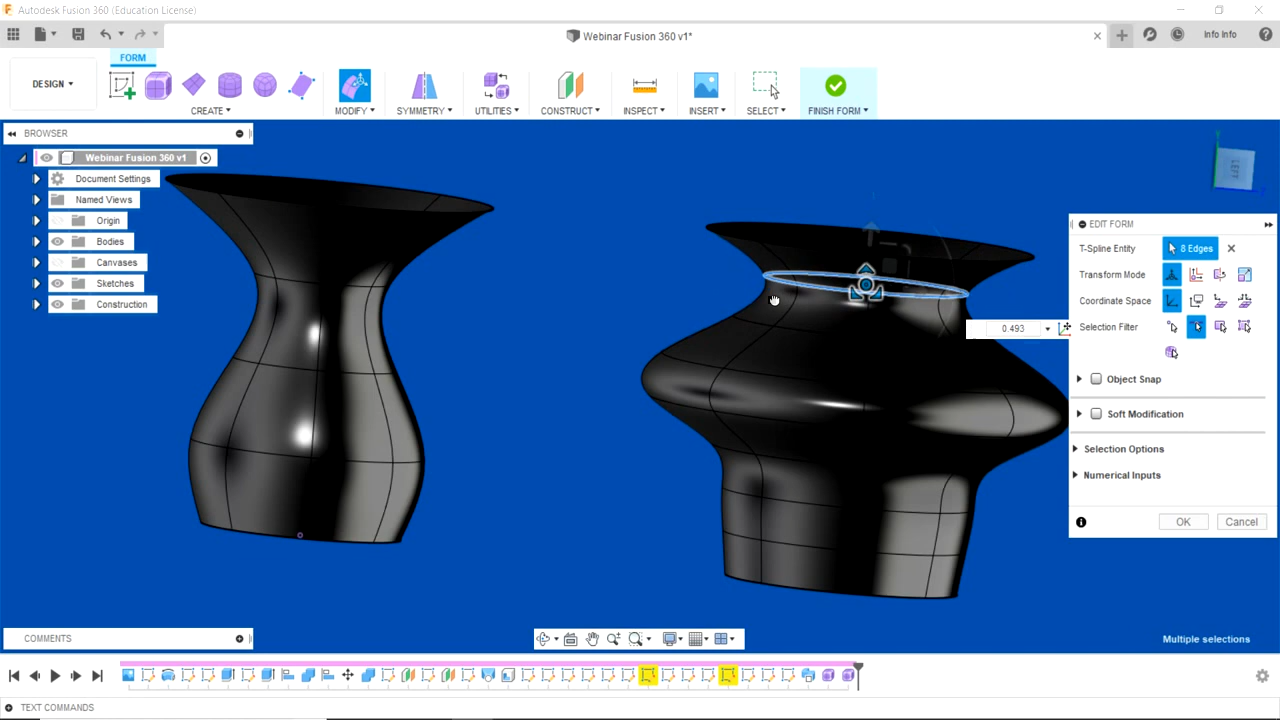 Autodesk Fusion 360 (Education License)
Webinar Fusion 360 v1*
Info Info
FORM
DESIGN
CREATE
MODIFY
SYMMETRY
UTILITIES
CONSTRUCT
INSPECT
INSERT
SELECT
FINISH FORM
BROWSER
Webinar Fusion 360 v1
Document Settings
Named Views
Origin
Bodies
Canvases
Sketches
Construction
LEFT
EDIT FORM
T-Spline Entity
8 Edges
Transform Mode
Coordinate Space
Selection Filter
0.493
Object Snap
Soft Modification
Selection Options
Numerical Inputs
OK
Cancel
COMMENTS
Multiple selections
TEXT COMMANDS